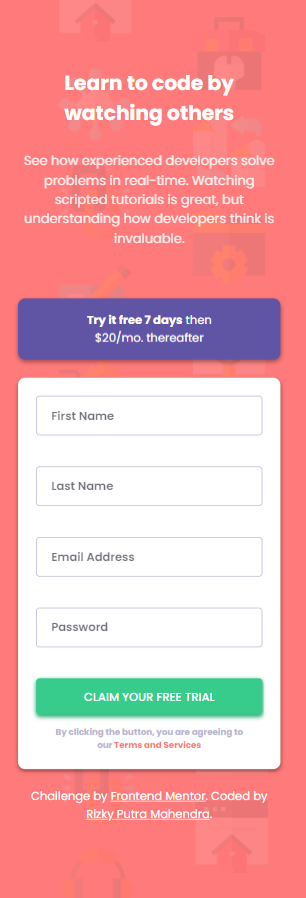 Learn to code by
watching others
See how experienced developers solve
problems in real-time. Watching
scripted tutorials is great, but
understanding how developers think is
invaluable.
Try it free 7 days then
$20/mo. thereafter
First Name
Last Name
Email Address
Password
CLAIM YOUR FREE TRIAL
By clicking the button, you are agreeing to
our Terms and Services
Challenge by Frontend Mentor. Coded by
Rizky Putra Mahendra.